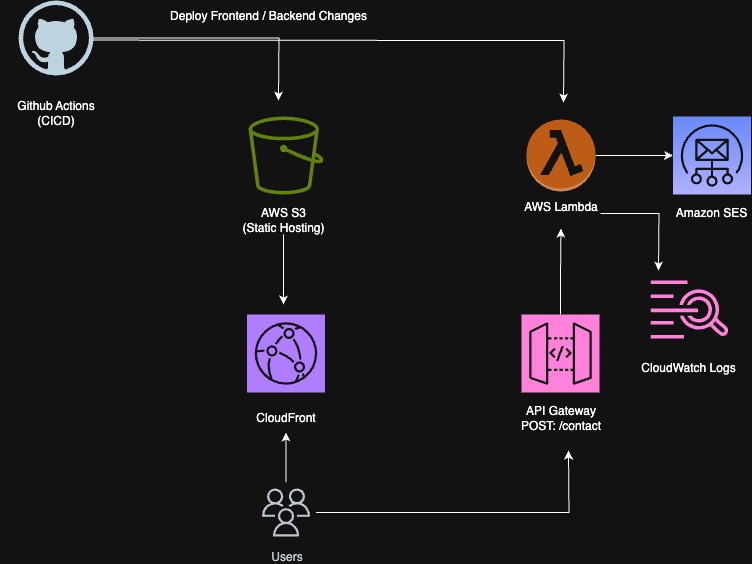 Deploy Frontend / Backend Changes
Github Actions
(CICD)
AWS S3
(Static Hosting)
AWS Lambda
Amazon SES
CloudWatch Logs
</>
API Gateway
POST: /contact
CloudFront
Users